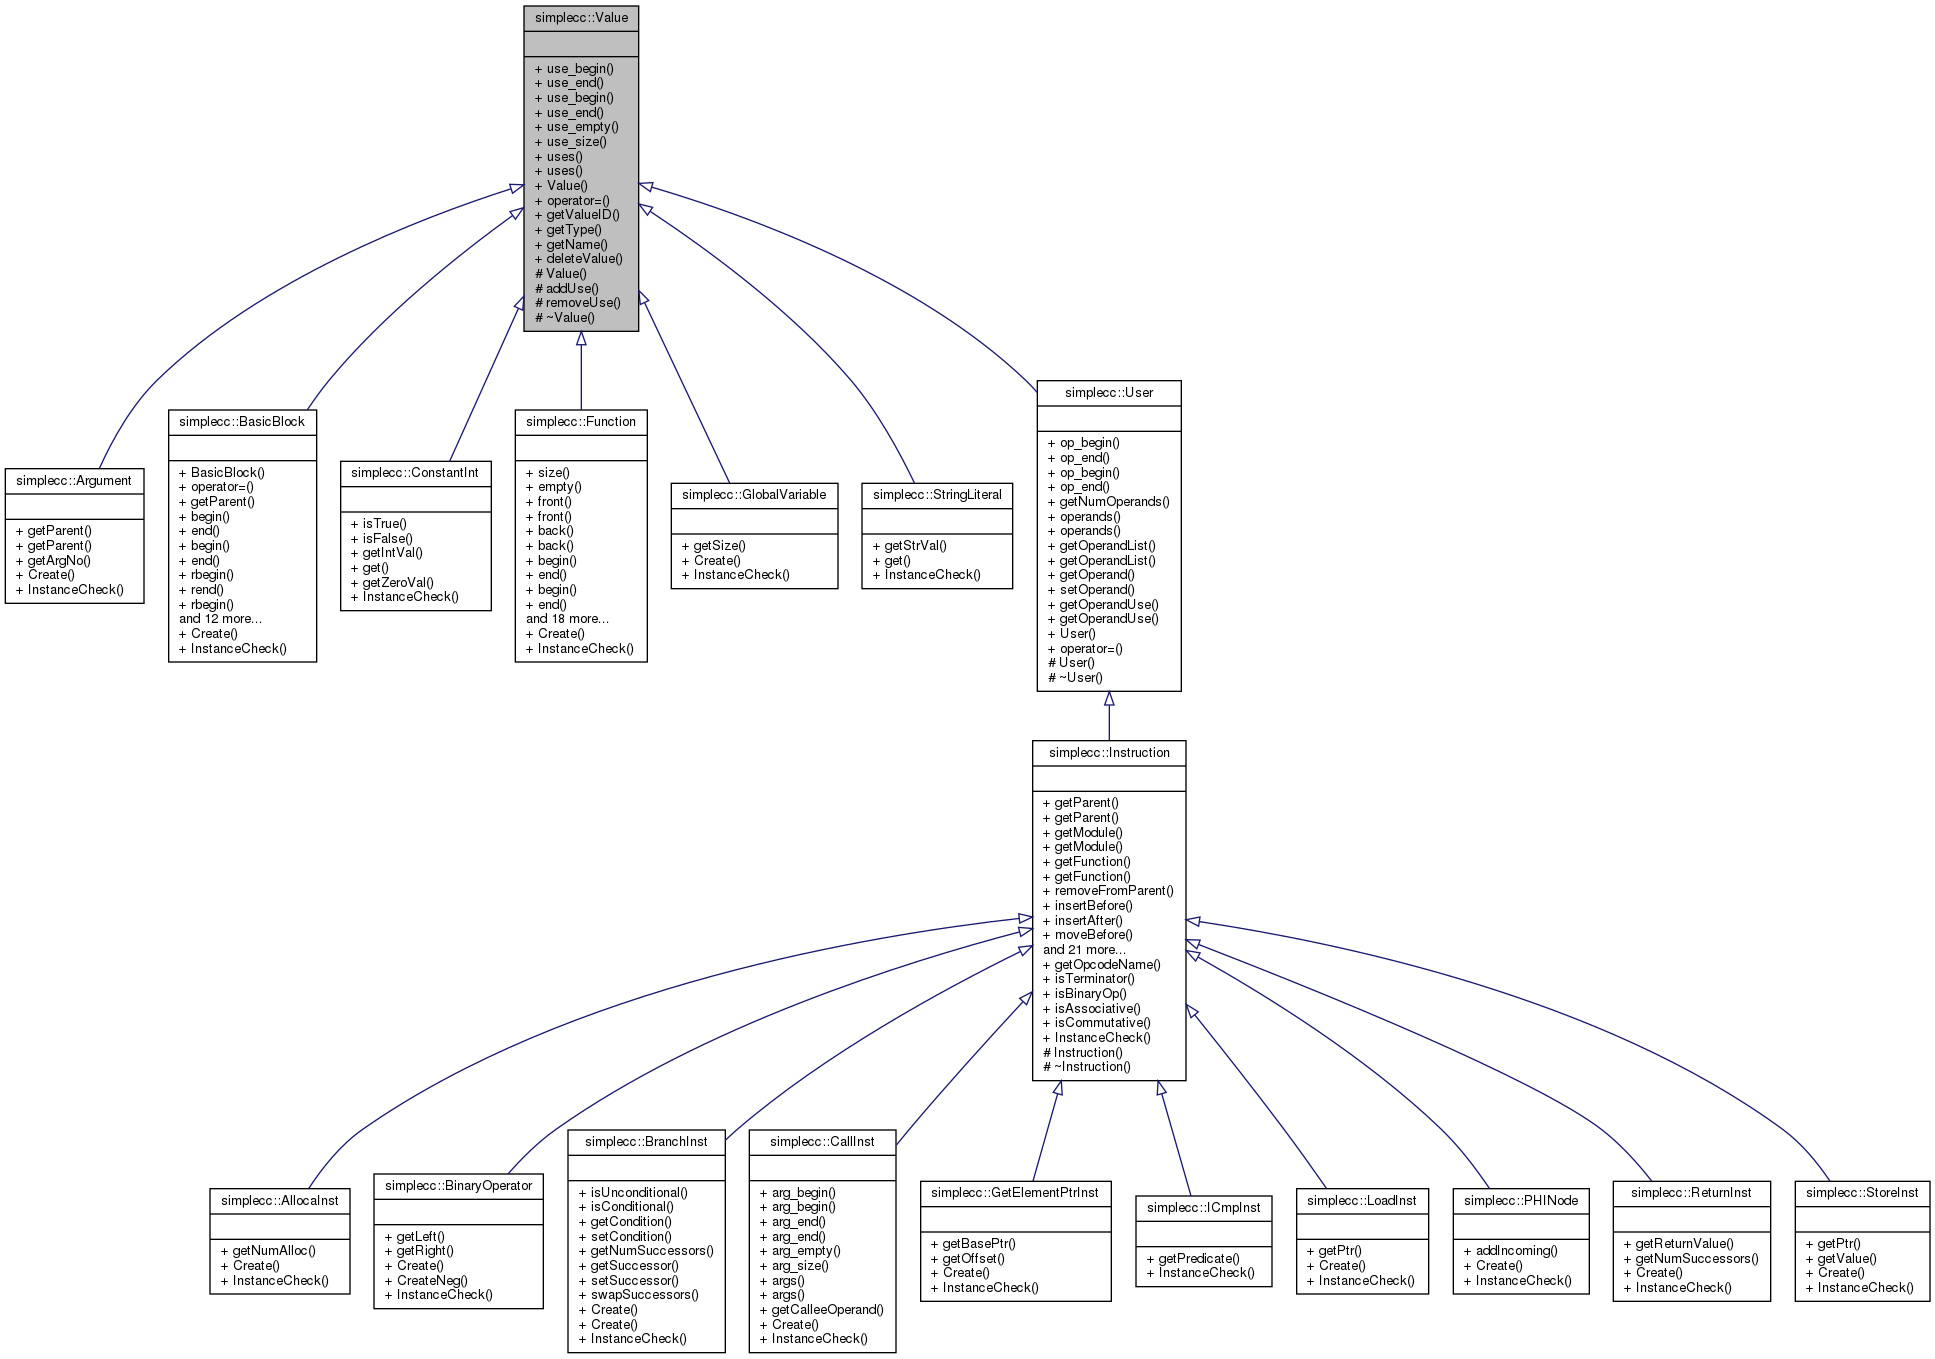 simplecc::Value
+ use_begin()
+ use_end()
+ use_begin()
+ use_end()
+ use_empty()
+ use_size()
+ uses()
+ uses()
+ Value()
+ operator=()
+ getValueID()
+ getType()
+ getName()
+ deleteValue()
# Value()
# addUse()
# removeUse()
# ~Value()
simplecc::Argument
+ getParent()
+ getParent()
+ getArgNo()
+ Create()
+ InstanceCheck()
simplecc::BasicBlock
+ BasicBlock()
+ operator=()
+ getParent()
+ begin()
+ end()
+ begin()
+ end()
+ rbegin()
+ rend()
+ rbegin()
and 12 more...
+ Create()
+ InstanceCheck()
simplecc::ConstantInt
+ isTrue()
+ isFalse()
+ getIntVal()
+ get()
+ getZeroVal()
+ InstanceCheck()
simplecc::Function
+ size()
+ empty()
+ front()
+ front()
+ back()
+ back()
+ begin()
+ end()
+ begin()
+ end()
and 18 more...
+ Create()
+ InstanceCheck()
simplecc::GlobalVariable
+ getSize()
+ Create()
+ InstanceCheck()
simplecc::StringLiteral
+ getStrVal()
+ get()
+ InstanceCheck()
simplecc::User
+ op_begin()
+ op_end()
+ op_begin()
+ op_end()
+ getNumOperands()
+ operands()
+ operands()
+ getOperandList()
+ getOperandList()
+ getOperand()
+ setOperand()
+ getOperandUse()
+ getOperandUse()
+ User()
+ operator=()
# User()
# ~User()
simplecc::Instruction
+ getParent()
+ getParent()
+ getModule()
+ getModule()
+ getFunction()
+ getFunction()
+ removeFromParent()
+ insertBefore()
+ insertAfter()
+ moveBefore()
and 21 more...
+ getOpcodeName()
+ isTerminator()
+ isBinaryOp()
+ isAssociative()
+ isCommutative()
+ InstanceCheck()
# Instruction()
# ~Instruction()
simplecc::AllocaInst
+ getNumAlloc()
+ Create()
+ InstanceCheck()
simplecc::BinaryOperator
+ getLeft()
+ getRight()
+ Create()
+ CreateNeg()
+ InstanceCheck()
simplecc::BranchInst
+ isUnconditional()
+ isConditional()
+ getCondition()
+ setCondition()
+ getNumSuccessors()
+ getSuccessor()
+ setSuccessor()
+ swapSuccessors()
+ Create()
+ Create()
+ InstanceCheck()
simplecc::CallInst
+ arg_begin()
+ arg_begin()
+ arg_end()
+ arg_end()
+ arg_empty()
+ arg_size()
+ args()
+ args()
+ getCalleeOperand()
+ Create()
+ InstanceCheck()
simplecc::GetElementPtrInst
+ getBasePtr()
+ getOffset()
+ Create()
+ InstanceCheck()
simplecc::ICmpInst
+ getPredicate()
+ InstanceCheck()
simplecc::LoadInst
+ getPtr()
+ Create()
+ InstanceCheck()
simplecc::PHINode
+ addIncoming()
+ Create()
+ InstanceCheck()
simplecc::ReturnInst
+ getReturnValue()
+ getNumSuccessors()
+ Create()
+ InstanceCheck()
simplecc::StoreInst
+ getPtr()
+ getValue()
+ Create()
+ InstanceCheck()